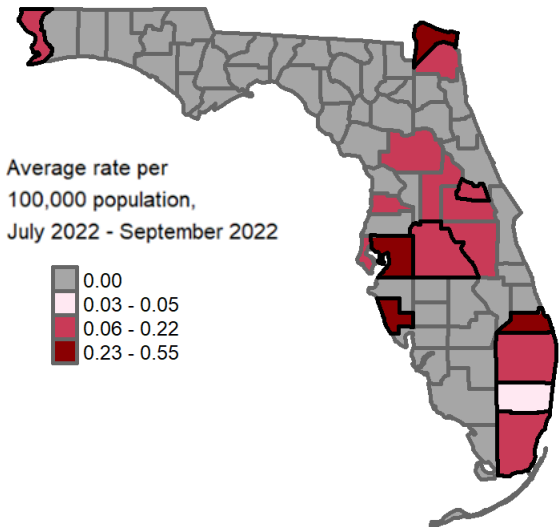 Average rate per
100,000 population,
July 2022 - September 2022
0.00
0.03 - 0.05
0.06 - 0.22
0.23 - 0.55